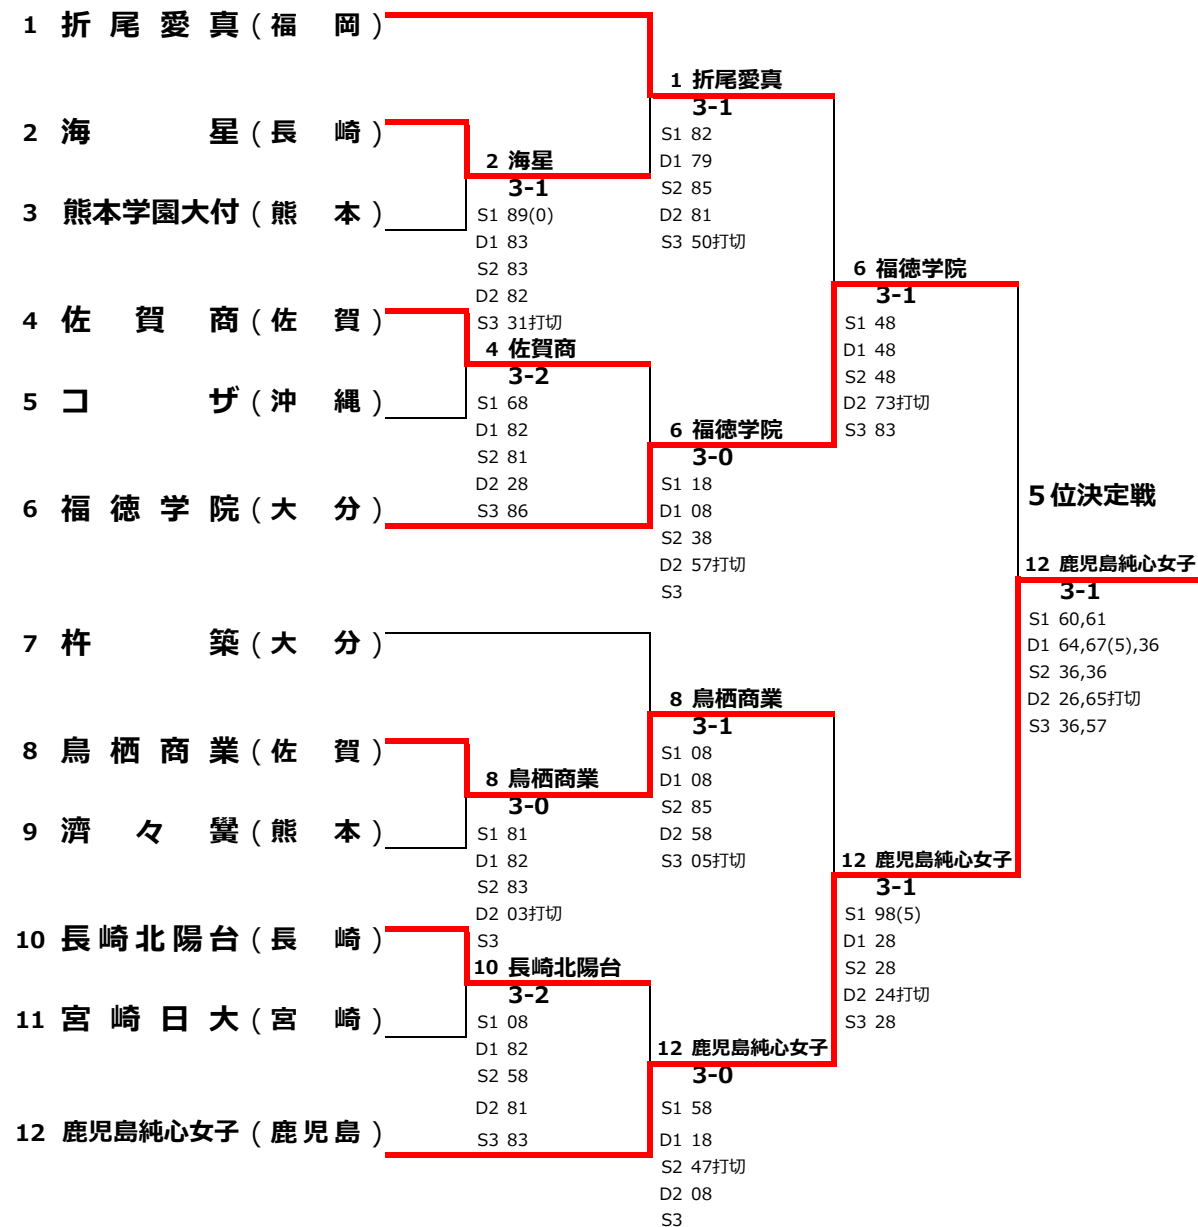 1 折尾愛真 (福岡)
2 海星 (長崎)
3 熊本学園大付 (熊本)
4 佐賀商 (佐賀)
5 コザ (沖縄)
6 福徳学院 (大分)
7 杵築 (大分)
8 鳥栖商業 (佐賀)
9 濟々黌 (熊本)
10 長崎北陽台 (長崎)
11 宮崎日大 (宮崎)
12 鹿児島純心女子 (鹿児島)
2 海星
3-1
S1 89(0)
D1 83
S2 83
D2 82
S3 31打切
4 佐賀商
3-2
S1 68
D1 82
S2 81
D2 28
S3 86
8 鳥栖商業
3-0
S1 81
D1 82
S2 83
D2 03打切
S3
10 長崎北陽台
3-2
S1 08
D1 82
S2 58
D2 81
S3 83
1 折尾愛真
3-1
S1 82
D1 79
S2 85
D2 81
S3 50打切
6 福徳学院
3-0
S1 18
D1 08
S2 38
D2 57打切
S3
8 鳥栖商業
3-1
S1 08
D1 08
S2 85
D2 58
S3 05打切
12 鹿児島純心女子
3-0
S1 58
D1 18
S2 47打切
D2 08
S3
6 福徳学院
3-1
S1 48
D1 48
S2 48
D2 73打切
S3 83
12 鹿児島純心女子
3-1
S1 98(5)
D1 28
S2 28
D2 24打切
S3 28
５位決定戦
12 鹿児島純心女子
3-1
S1 60,61
D1 64,67(5),36
S2 36,36
D2 26,65打切
S3 36,57